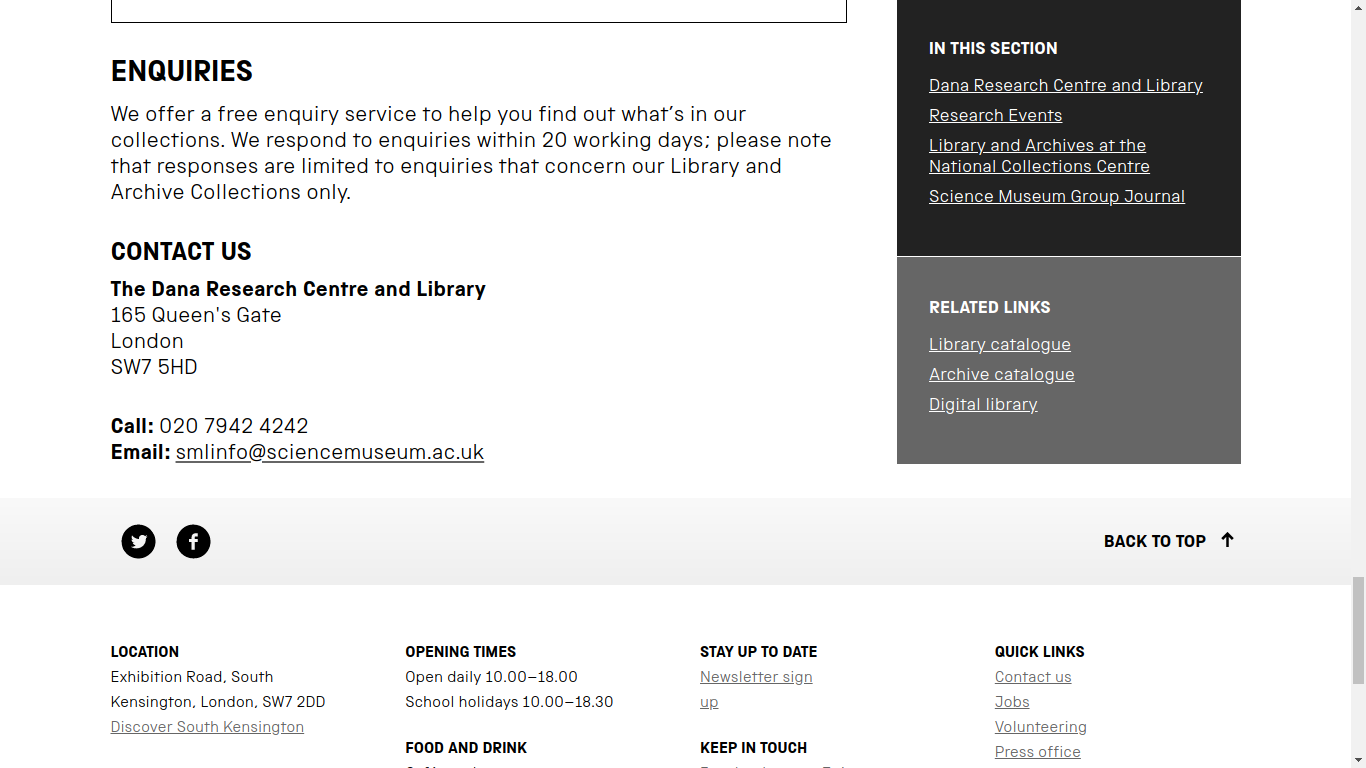 ENQUIRIES
We offer a free enquiry service to help you find out what’s in our
collections. We respond to enquiries within 20 working days; please note
that responses are limited to enquiries that concern our Library and
Archive Collections only.
CONTACT US
The Dana Research Centre and Library
165 Queen's Gate
London
SW7 5HD
Call: 020 7942 4242
Email: smlinfo@sciencemuseum.ac.uk
IN THIS SECTION
Dana Research Centre and Library
Research Events
Library and Archives at the
National Collections Centre
Science Museum Group Journal
RELATED LINKS
Library catalogue
Archive catalogue
Digital library
BACK TO TOP
LOCATION
Exhibition Road, South
Kensington, London, SW7 2DD
Discover South Kensington
OPENING TIMES
Open daily 10.00–18.00
School holidays 10.00–18.30
FOOD AND DRINK
STAY UP TO DATE
Newsletter sign
up
KEEP IN TOUCH
QUICK LINKS
Contact us
Jobs
Volunteering
Press office